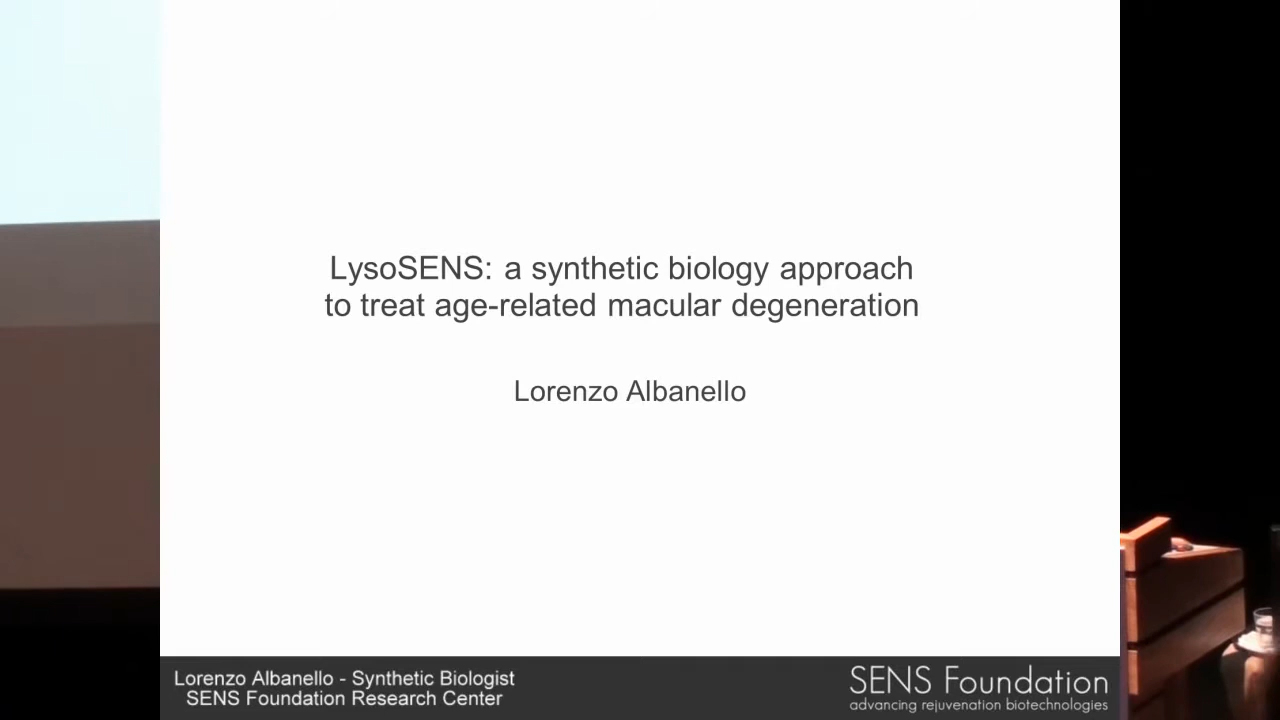 LysoSENS: a synthetic biology approach
to treat age-related macular degeneration
Lorenzo Albanello
Lorenzo Albanello - Synthetic Biologist
SENS Foundation Research Center
SENS Foundation
advancing rejuvenation biotechnologies